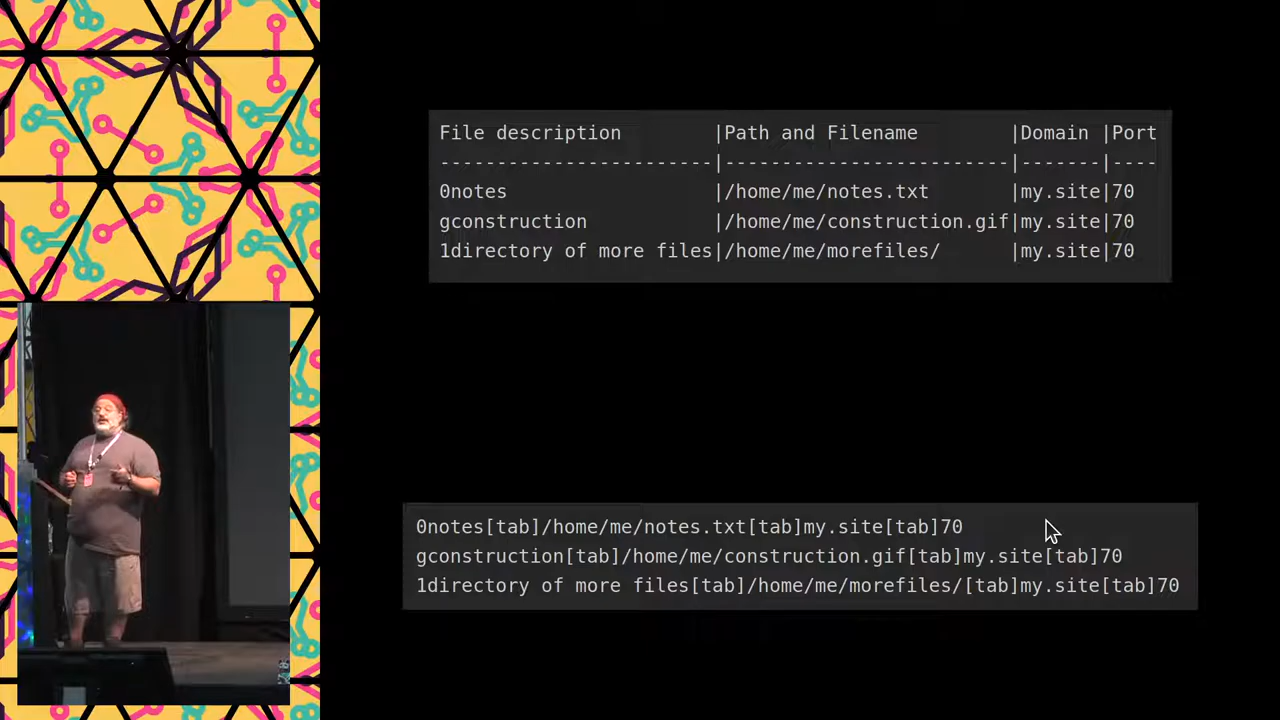 File description        |Path and Filename        |Domain |Port
------------------------|-------------------------|-------|----
0notes                  |/home/me/notes.txt       |my.site|70
gconstruction           |/home/me/construction.gif|my.site|70
1directory of more files|/home/me/morefiles/      |my.site|70
0notes[tab]/home/me/notes.txt[tab]my.site[tab]70
gconstruction[tab]/home/me/construction.gif[tab]my.site[tab]70
1directory of more files[tab]/home/me/morefiles/[tab]my.site[tab]70